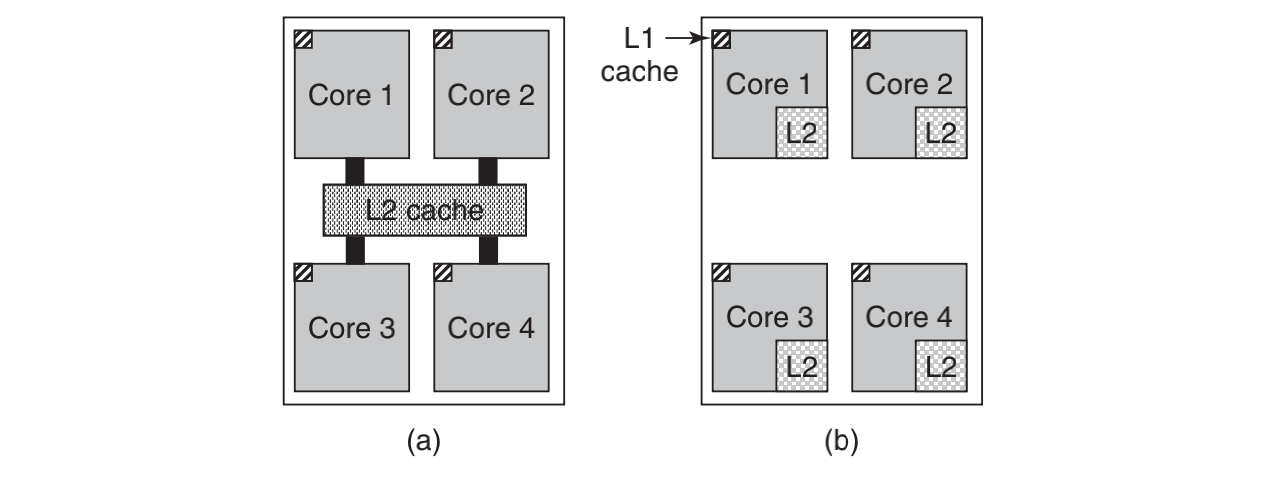 Core 1
Core 2
L2 cache
Core 3
Core 4
(a)
L1
cache
Core 1
L2
Core 2
L2
Core 3
L2
Core 4
L2
(b)